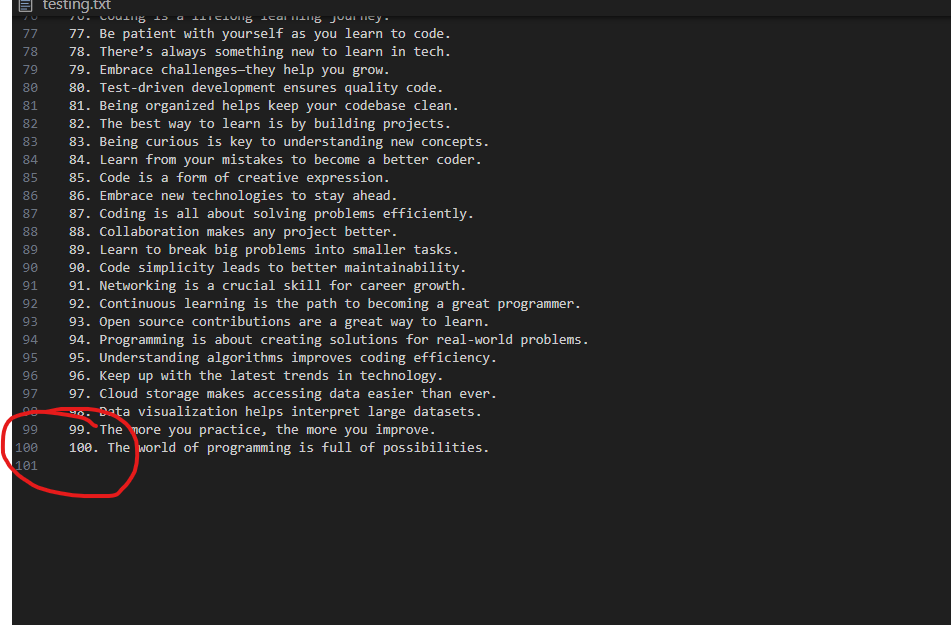 testing.txt
76 76. Coding is a lifelong learning journey.
77 77. Be patient with yourself as you learn to code.
78 78. There’s always something new to learn in tech.
79 79. Embrace challenges—they help you grow.
80 80. Test-driven development ensures quality code.
81 81. Being organized helps keep your codebase clean.
82 82. The best way to learn is by building projects.
83 83. Being curious is key to understanding new concepts.
84 84. Learn from your mistakes to become a better coder.
85 85. Code is a form of creative expression.
86 86. Embrace new technologies to stay ahead.
87 87. Coding is all about solving problems efficiently.
88 88. Collaboration makes any project better.
89 89. Learn to break big problems into smaller tasks.
90 90. Code simplicity leads to better maintainability.
91 91. Networking is a crucial skill for career growth.
92 92. Continuous learning is the path to becoming a great programmer.
93 93. Open source contributions are a great way to learn.
94 94. Programming is about creating solutions for real-world problems.
95 95. Understanding algorithms improves coding efficiency.
96 96. Keep up with the latest trends in technology.
97 97. Cloud storage makes accessing data easier than ever.
98 98. Data visualization helps interpret large datasets.
99 99. The more you practice, the more you improve.
100 100. The world of programming is full of possibilities.
101